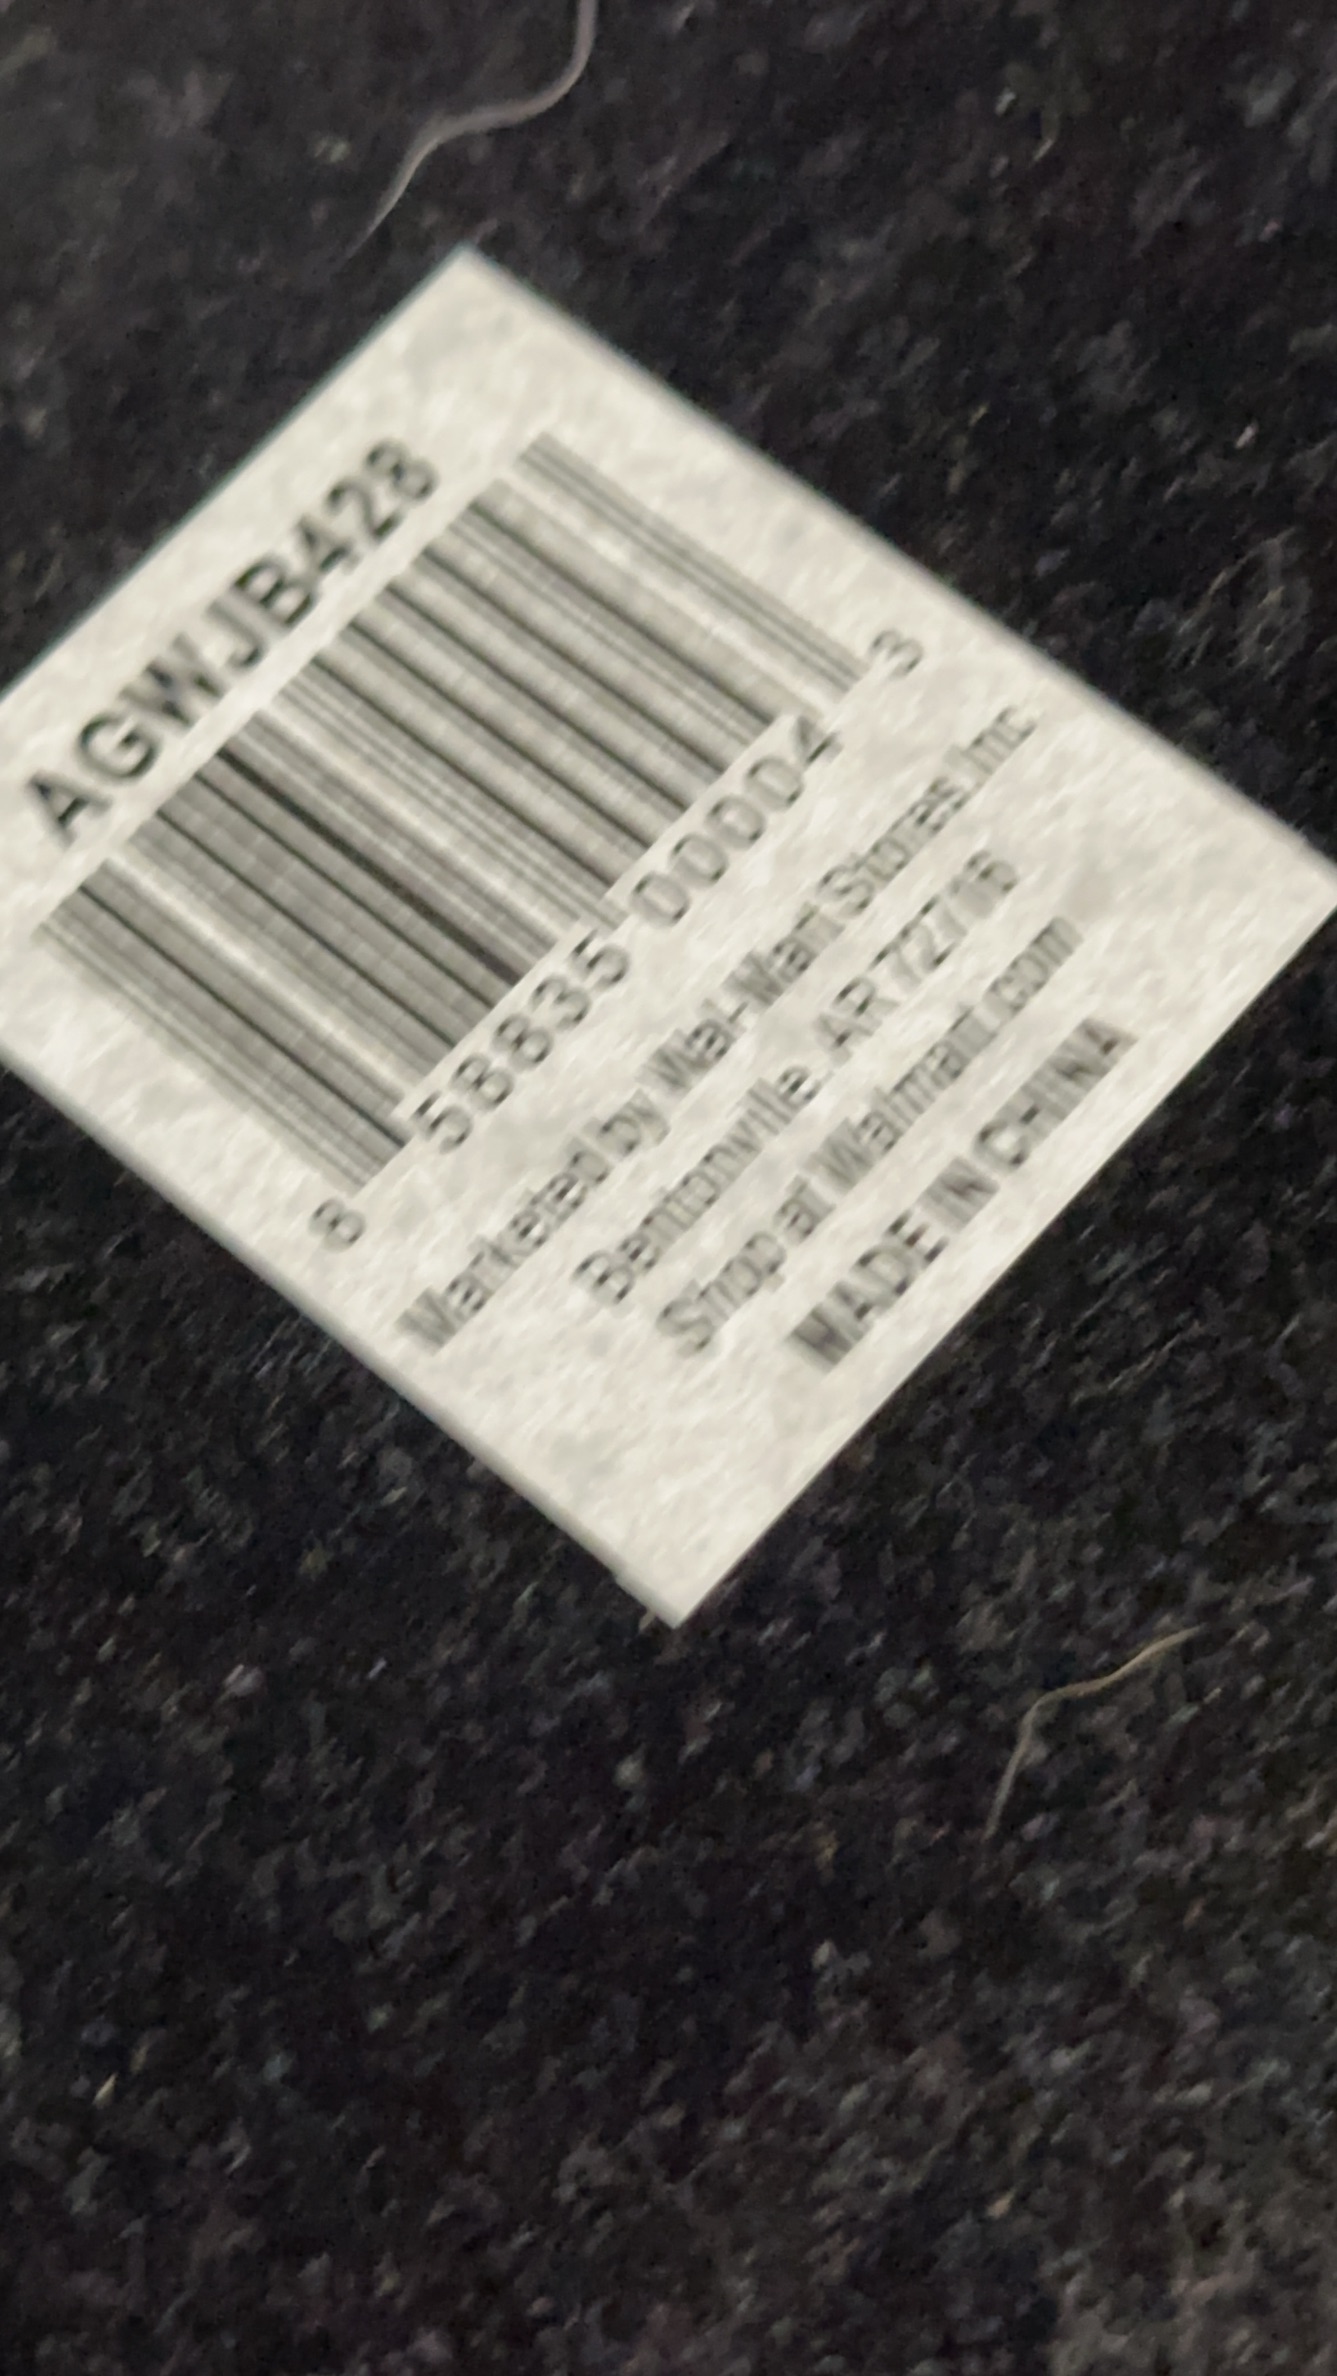 AGWJBA28
8 58835 00004 3
Marketed by Wal-Mart Stores, Inc
Bentonville, AR 72716
Shop at Walmart.com
MADE IN CHINA